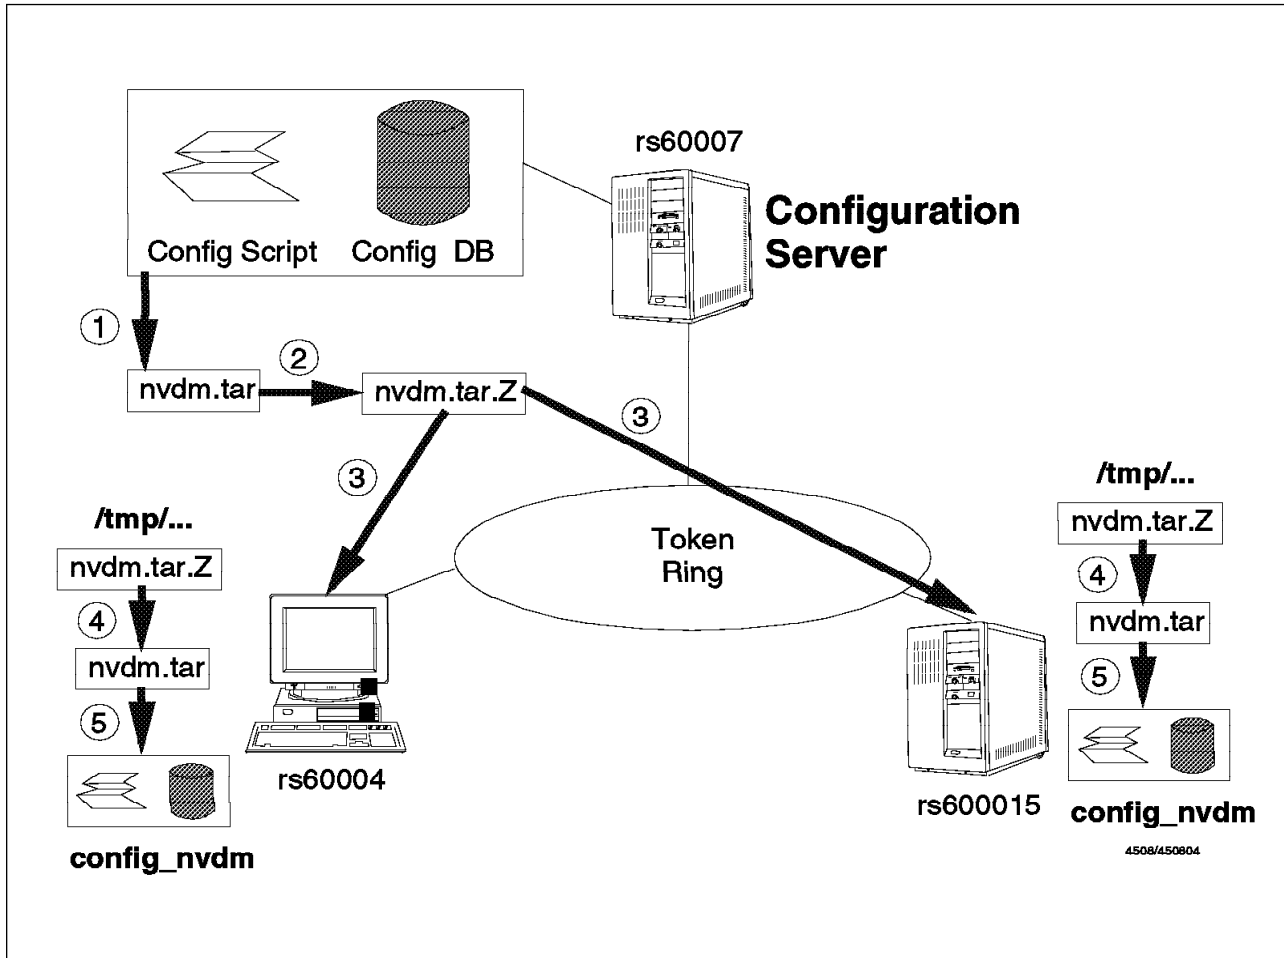 rs60007
Configuration
Server
Config Script
Config DB
1
nvdm.tar
2
nvdm.tar.Z
3
3
Token
Ring
/tmp/...
nvdm.tar.Z
4
nvdm.tar
5
config_nvdm
rs60004
/tmp/...
nvdm.tar.Z
4
nvdm.tar
5
rs600015
config_nvdm
4508/450804